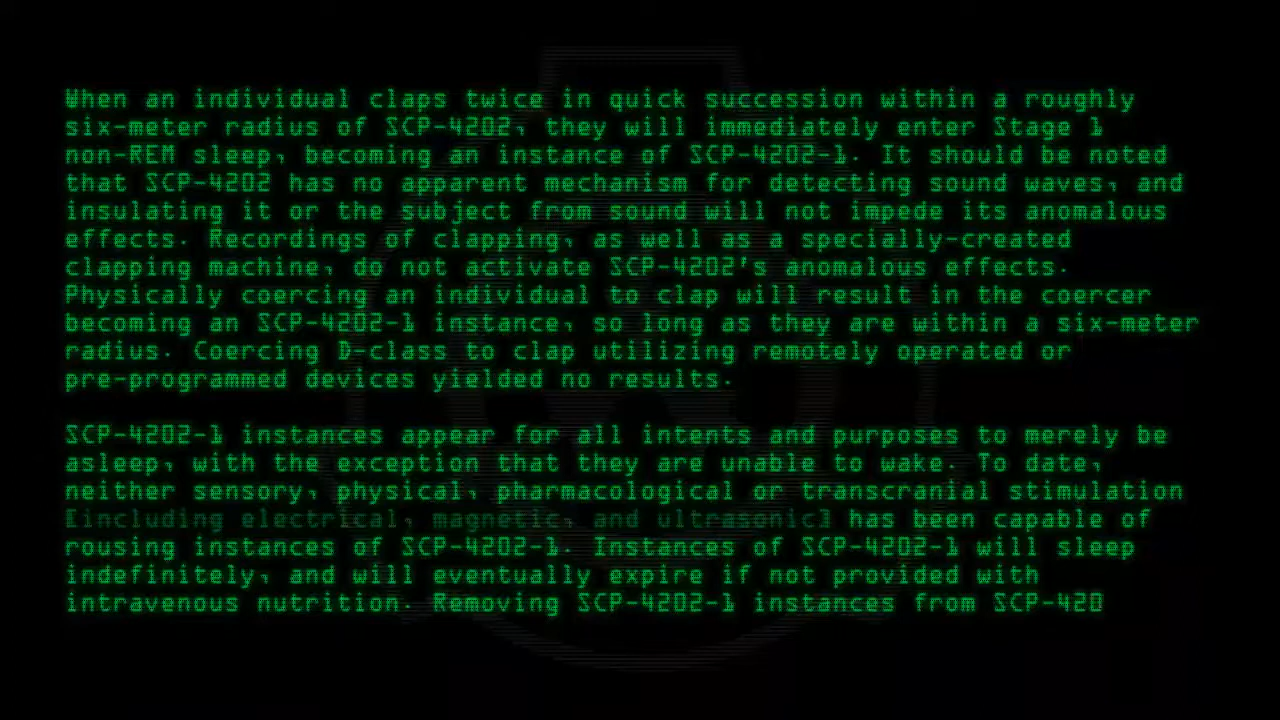 When an individual claps twice in quick succession within a roughly
six-meter radius of SCP-4202, they will immediately enter Stage 1
non-REM sleep, becoming an instance of SCP-4202-1. It should be noted
that SCP-4202 has no apparent mechanism for detecting sound waves, and
insulating it or the subject from sound will not impede its anomalous
effects. Recordings of clapping, as well as a specially-created
clapping machine, do not activate SCP-4202's anomalous effects.
Physically coercing an individual to clap will result in the coercer
becoming an SCP-4202-1 instance, so long as they are within a six-meter
radius. Coercing D-class to clap utilizing remotely operated or
pre-programmed devices yielded no results.

SCP-4202-1 instances appear for all intents and purposes to merely be
asleep, with the exception that they are unable to wake. To date,
neither sensory, physical, pharmacological or transcranial stimulation
[including electrical, magnetic, and ultrasonic] has been capable of
rousing instances of SCP-4202-1. Instances of SCP-4202-1 will sleep
indefinitely, and will eventually expire if not provided with
intravenous nutrition. Removing SCP-4202-1 instances from SCP-420